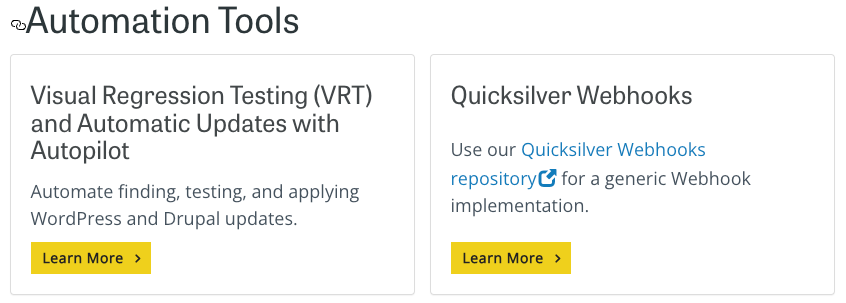 Automation Tools
Visual Regression Testing (VRT)
and Automatic Updates with
Autopilot
Automate finding, testing, and applying
WordPress and Drupal updates.
Learn More
Quicksilver Webhooks
Use our Quicksilver Webhooks
repository for a generic Webhook
implementation.
Learn More